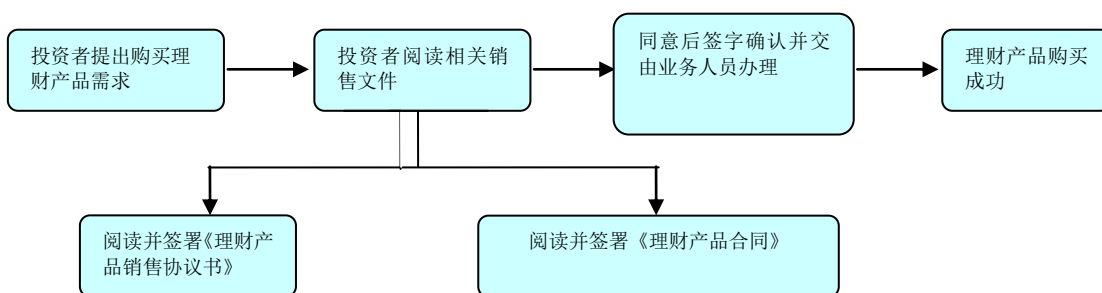 投资者提出购买理
财产品需求
投资者阅读相关销
售文件
同意后签字确认并交
由业务人员办理
理财产品购买
成功
阅读并签署《理财产
品销售协议书》
阅读并签署《理财产品合同》